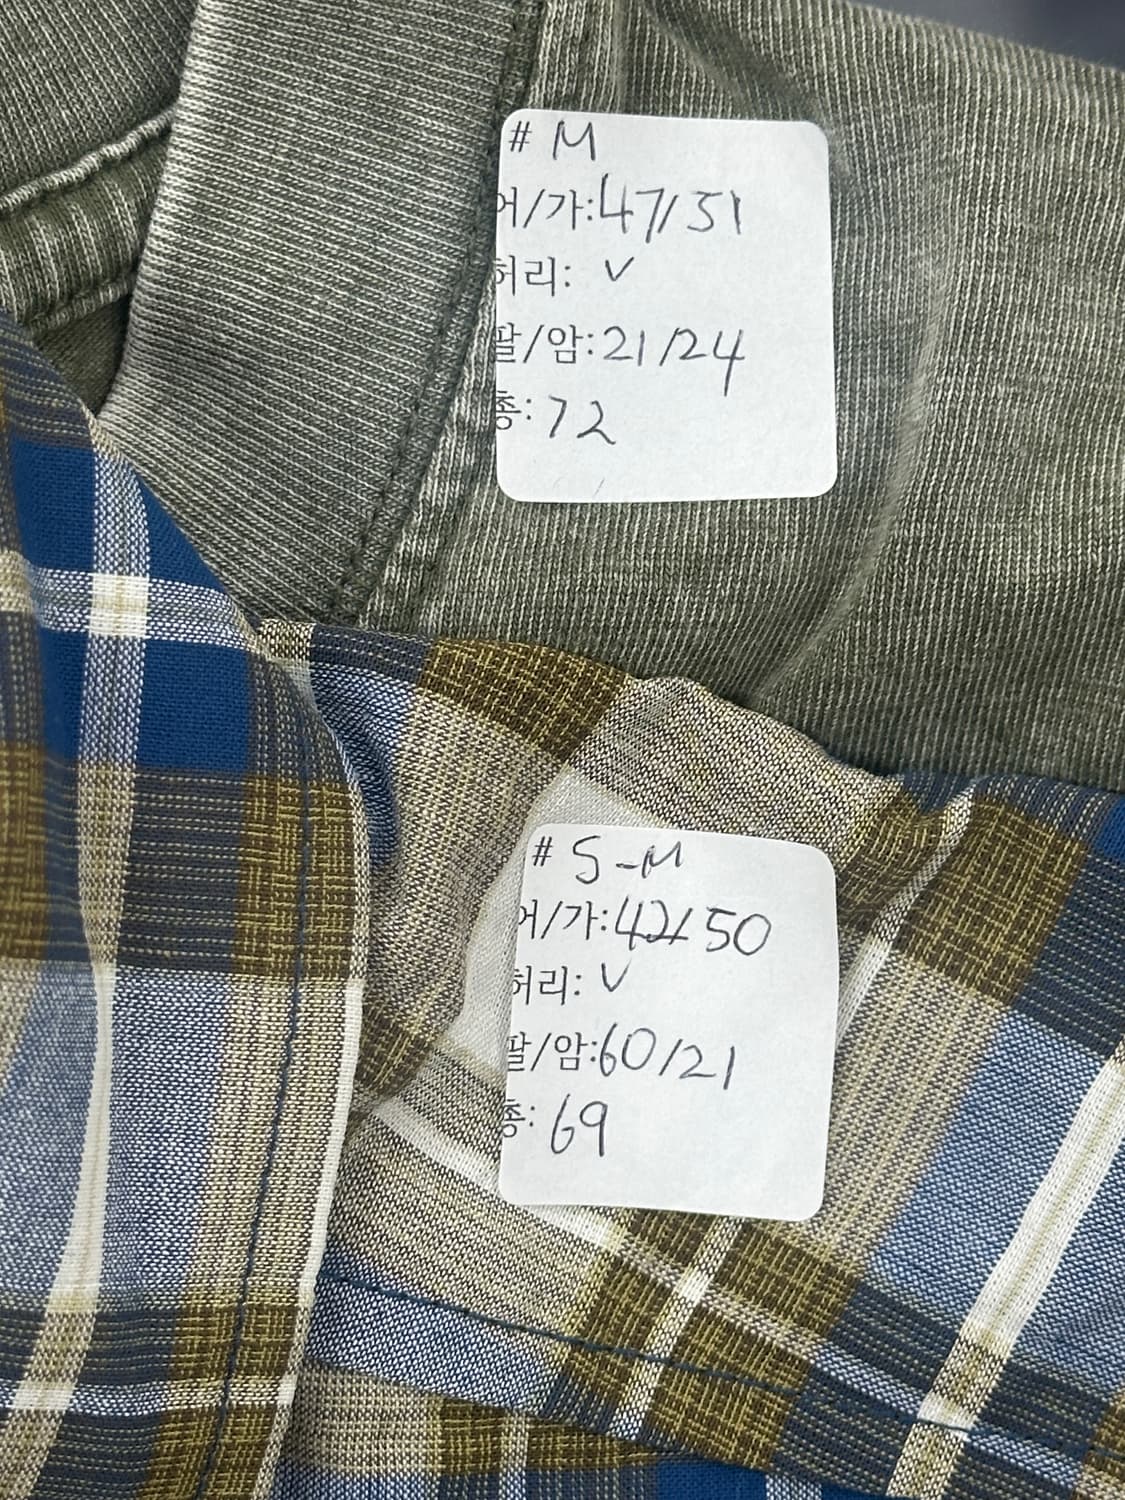 # M
어/가:47/51
허리: V
팔/암:21/24
총:72
# S-M
어/가:42/50
허리: V
팔/암:60/21
총: 69